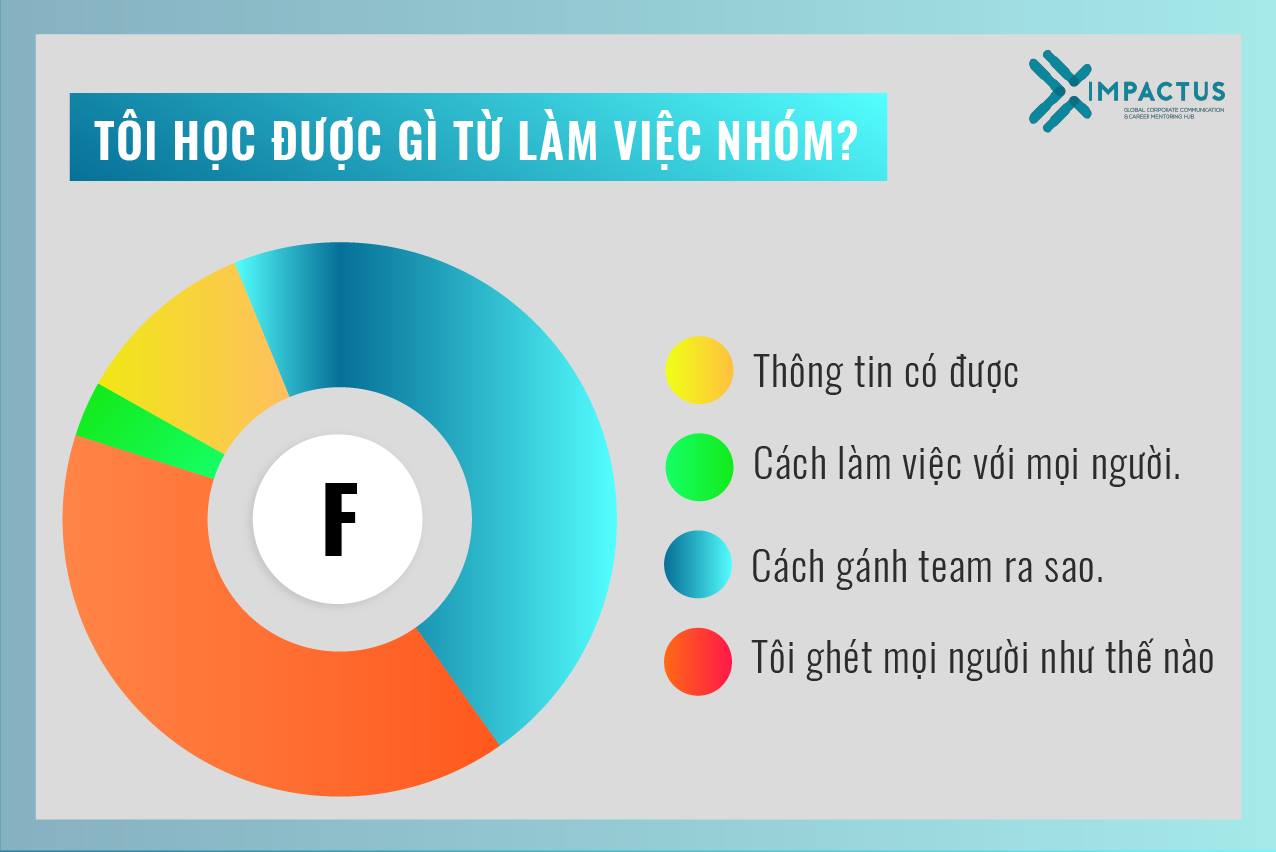 IMPACTUS
GLOBAL CORPORATE COMMUNICATION
& CAREER MENTORING HUB
TÔI HỌC ĐƯỢC GÌ TỪ LÀM VIỆC NHÓM?
Thông tin có được
Cách làm việc với mọi người.
Cách gánh team ra sao.
Tôi ghét mọi người như thế nào
F